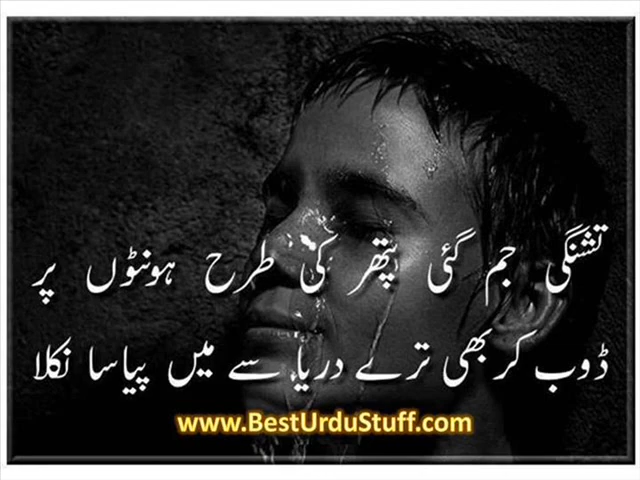 تشنگی جم گئی پتھر کی طرح ہونٹوں پر
ڈوب کر بھی ترے دریا سے میں پیاسا نکلا
www.BestUrduStuff.com